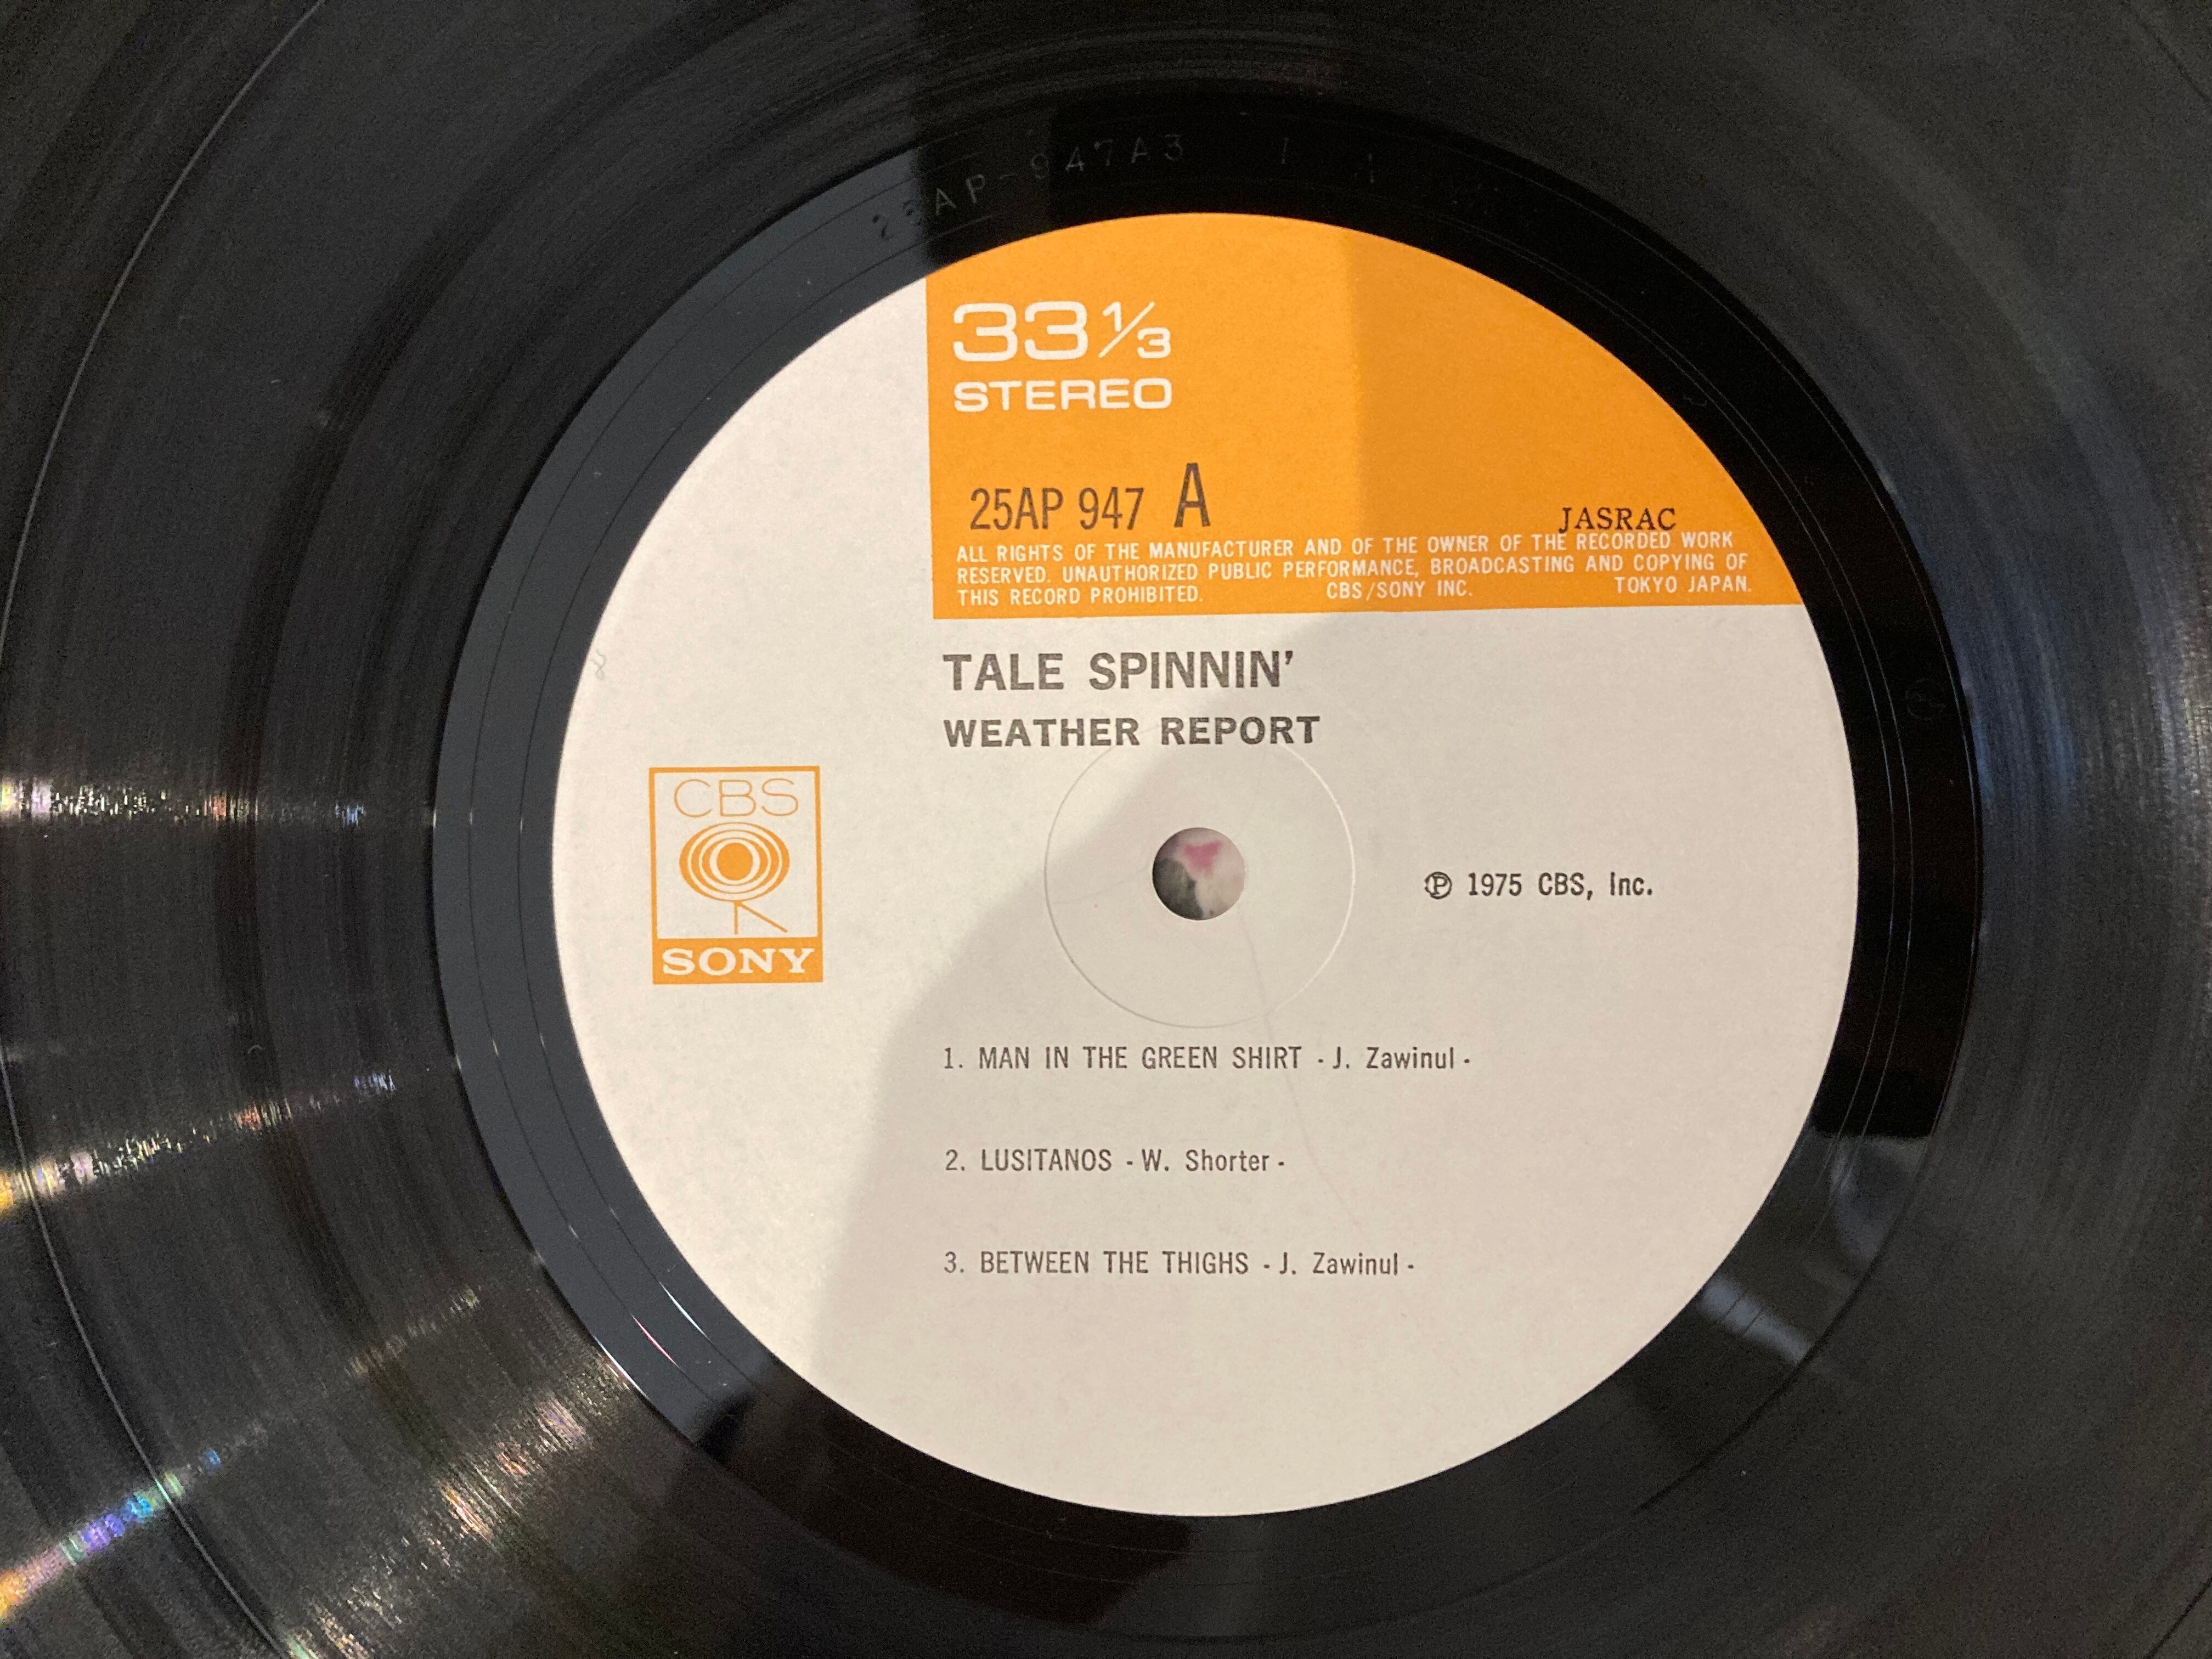 25AP-947A3 1 A
33 1/3
STEREO
25AP 947 A
JASRAC
ALL RIGHTS OF THE MANUFACTURER AND OF THE OWNER OF THE RECORDED WORK
RESERVED. UNAUTHORIZED PUBLIC PERFORMANCE, BROADCASTING AND COPYING OF
THIS RECORD PROHIBITED. CBS/SONY INC. TOKYO JAPAN.
TALE SPINNIN'
WEATHER REPORT
CBS
SONY
℗ 1975 CBS, Inc.
1. MAN IN THE GREEN SHIRT - J. Zawinul -
2. LUSITANOS - W. Shorter -
3. BETWEEN THE THIGHS - J. Zawinul -